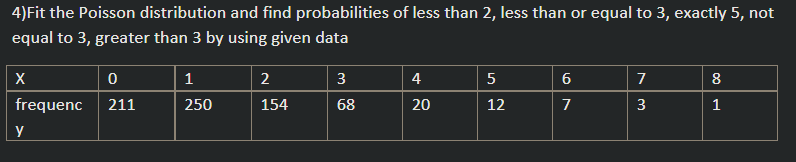 4)Fit the Poisson distribution and find probabilities of less than 2, less than or equal to 3, exactly 5, not
equal to 3, greater than 3 by using given data
X 0 1 2 3 4 5 6 7 8
frequenc 211 250 154 68 20 12 7 3 1
y